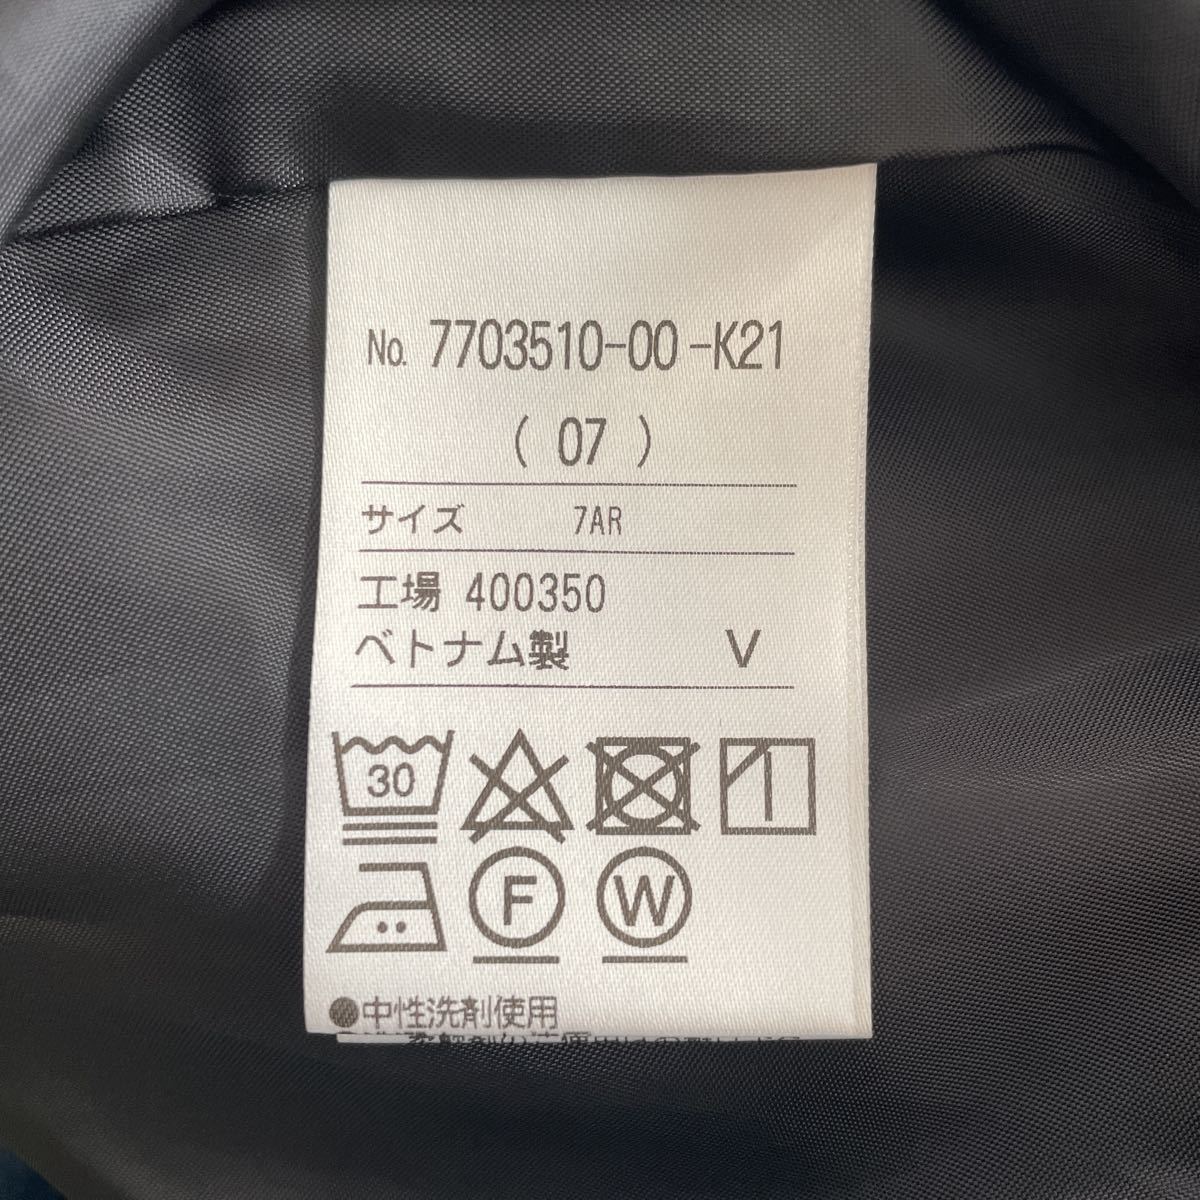 No. 7703510-00-K21
( 07 )
サイズ 7AR
工場 400350
ベトナム製 V
30
F W
●中性洗剤使用